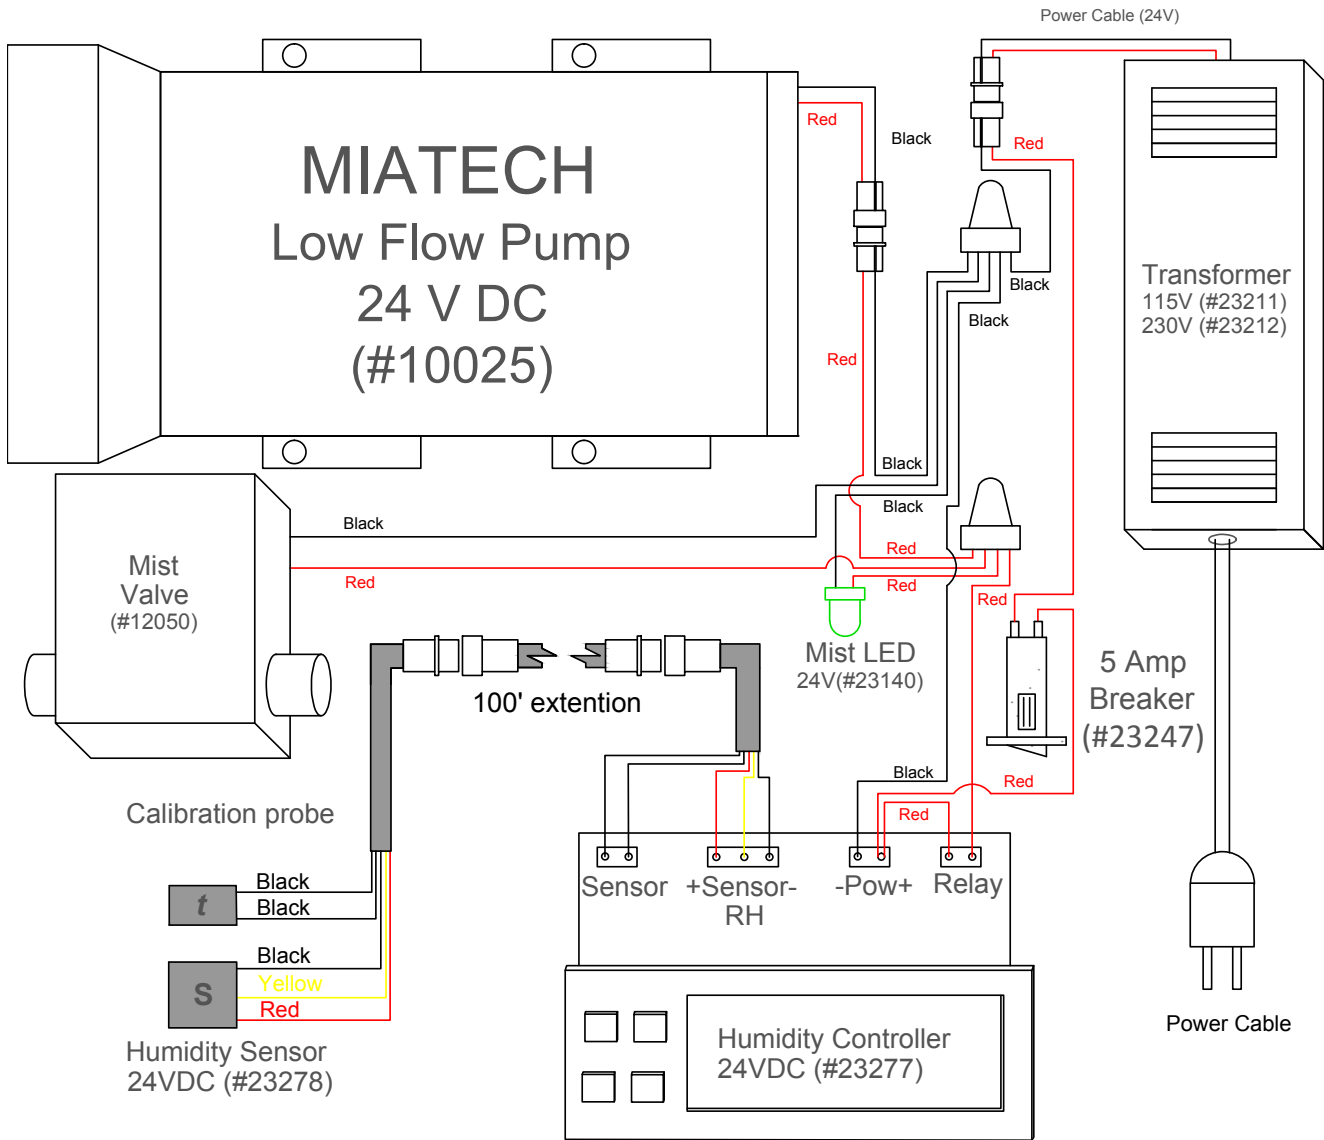 Power Cable (24V)
Red
Black
Red
MIATECH
Low Flow Pump
24 V DC
(#10025)
Transformer
115V (#23211)
230V (#23212)
Black
Black
Red
Black
Black
Black
Red
Red
Red
Red
Mist
Valve
(#12050)
Mist LED
24V(#23140)
5 Amp
Breaker
(#23247)
100' extention
Black
Red
Red
Calibration probe
Sensor
+Sensor-
RH
-Pow+
Relay
t
Black
Black
S
Black
Yellow
Red
Humidity Sensor
24VDC (#23278)
Humidity Controller
24VDC (#23277)
Power Cable